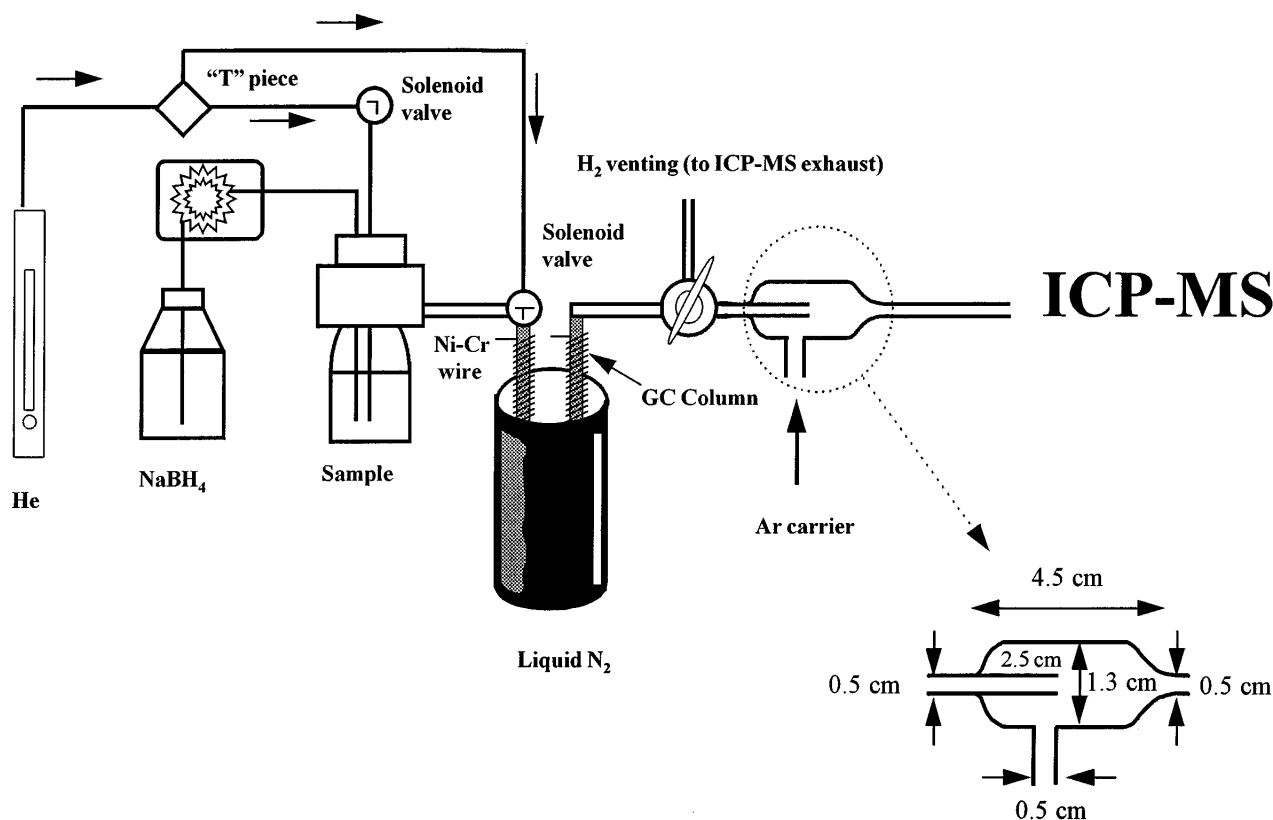 “T” piece
Solenoid
valve
H₂ venting (to ICP-MS exhaust)
Solenoid
valve
ICP-MS
Ni-Cr
wire
GC Column
He
NaBH₄
Sample
Ar carrier
Liquid N₂
4.5 cm
2.5 cm
0.5 cm
1.3 cm
0.5 cm
0.5 cm